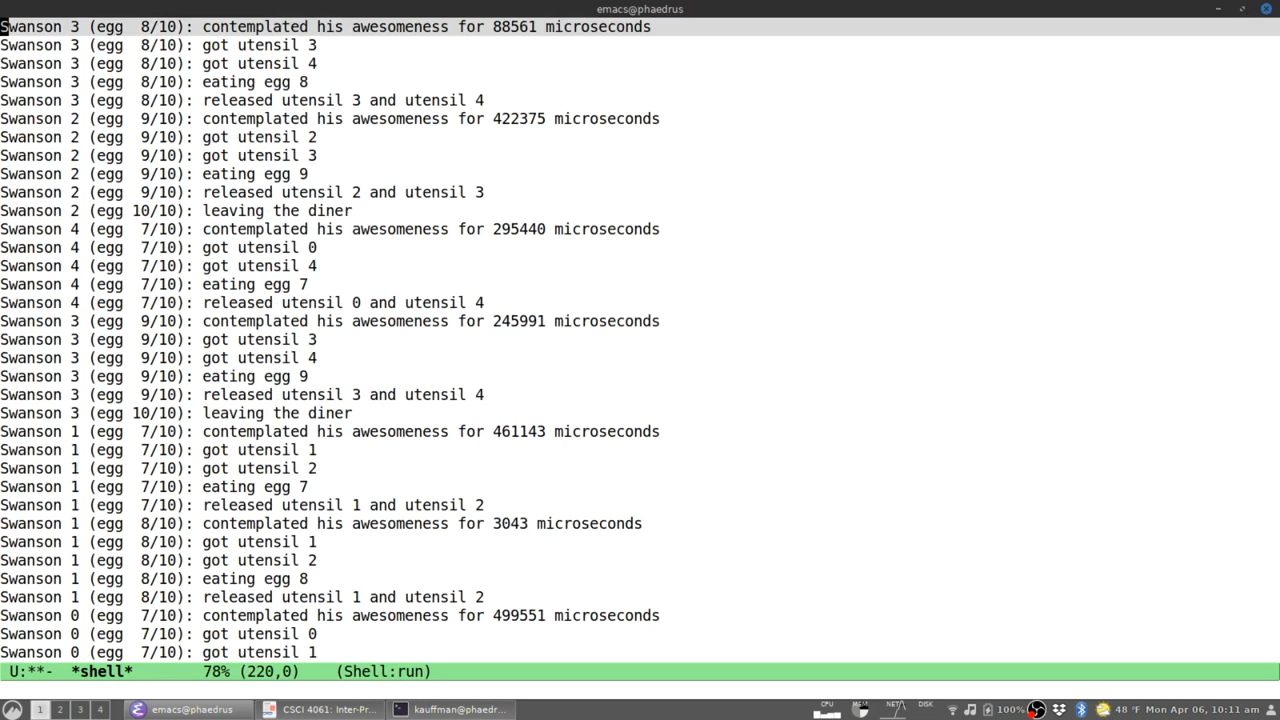 emacs@phaedrus
Swanson 3 (egg  8/10): contemplated his awesomeness for 88561 microseconds
Swanson 3 (egg  8/10): got utensil 3
Swanson 3 (egg  8/10): got utensil 4
Swanson 3 (egg  8/10): eating egg 8
Swanson 3 (egg  8/10): released utensil 3 and utensil 4
Swanson 2 (egg  9/10): contemplated his awesomeness for 422375 microseconds
Swanson 2 (egg  9/10): got utensil 2
Swanson 2 (egg  9/10): got utensil 3
Swanson 2 (egg  9/10): eating egg 9
Swanson 2 (egg  9/10): released utensil 2 and utensil 3
Swanson 2 (egg 10/10): leaving the diner
Swanson 4 (egg  7/10): contemplated his awesomeness for 295440 microseconds
Swanson 4 (egg  7/10): got utensil 0
Swanson 4 (egg  7/10): got utensil 4
Swanson 4 (egg  7/10): eating egg 7
Swanson 4 (egg  7/10): released utensil 0 and utensil 4
Swanson 3 (egg  9/10): contemplated his awesomeness for 245991 microseconds
Swanson 3 (egg  9/10): got utensil 3
Swanson 3 (egg  9/10): got utensil 4
Swanson 3 (egg  9/10): eating egg 9
Swanson 3 (egg  9/10): released utensil 3 and utensil 4
Swanson 3 (egg 10/10): leaving the diner
Swanson 1 (egg  7/10): contemplated his awesomeness for 461143 microseconds
Swanson 1 (egg  7/10): got utensil 1
Swanson 1 (egg  7/10): got utensil 2
Swanson 1 (egg  7/10): eating egg 7
Swanson 1 (egg  7/10): released utensil 1 and utensil 2
Swanson 1 (egg  8/10): contemplated his awesomeness for 3043 microseconds
Swanson 1 (egg  8/10): got utensil 1
Swanson 1 (egg  8/10): got utensil 2
Swanson 1 (egg  8/10): eating egg 8
Swanson 1 (egg  8/10): released utensil 1 and utensil 2
Swanson 0 (egg  7/10): contemplated his awesomeness for 499551 microseconds
Swanson 0 (egg  7/10): got utensil 0
Swanson 0 (egg  7/10): got utensil 1
U:**-  *shell*  78% (220,0)  (Shell:run)
1 2 3 4 emacs@phaedrus CSCI 4061: Inter-Pr... kauffman@phaedr... CPU MEM NET DISK 100% 48 °F Mon Apr 06, 10:11 am